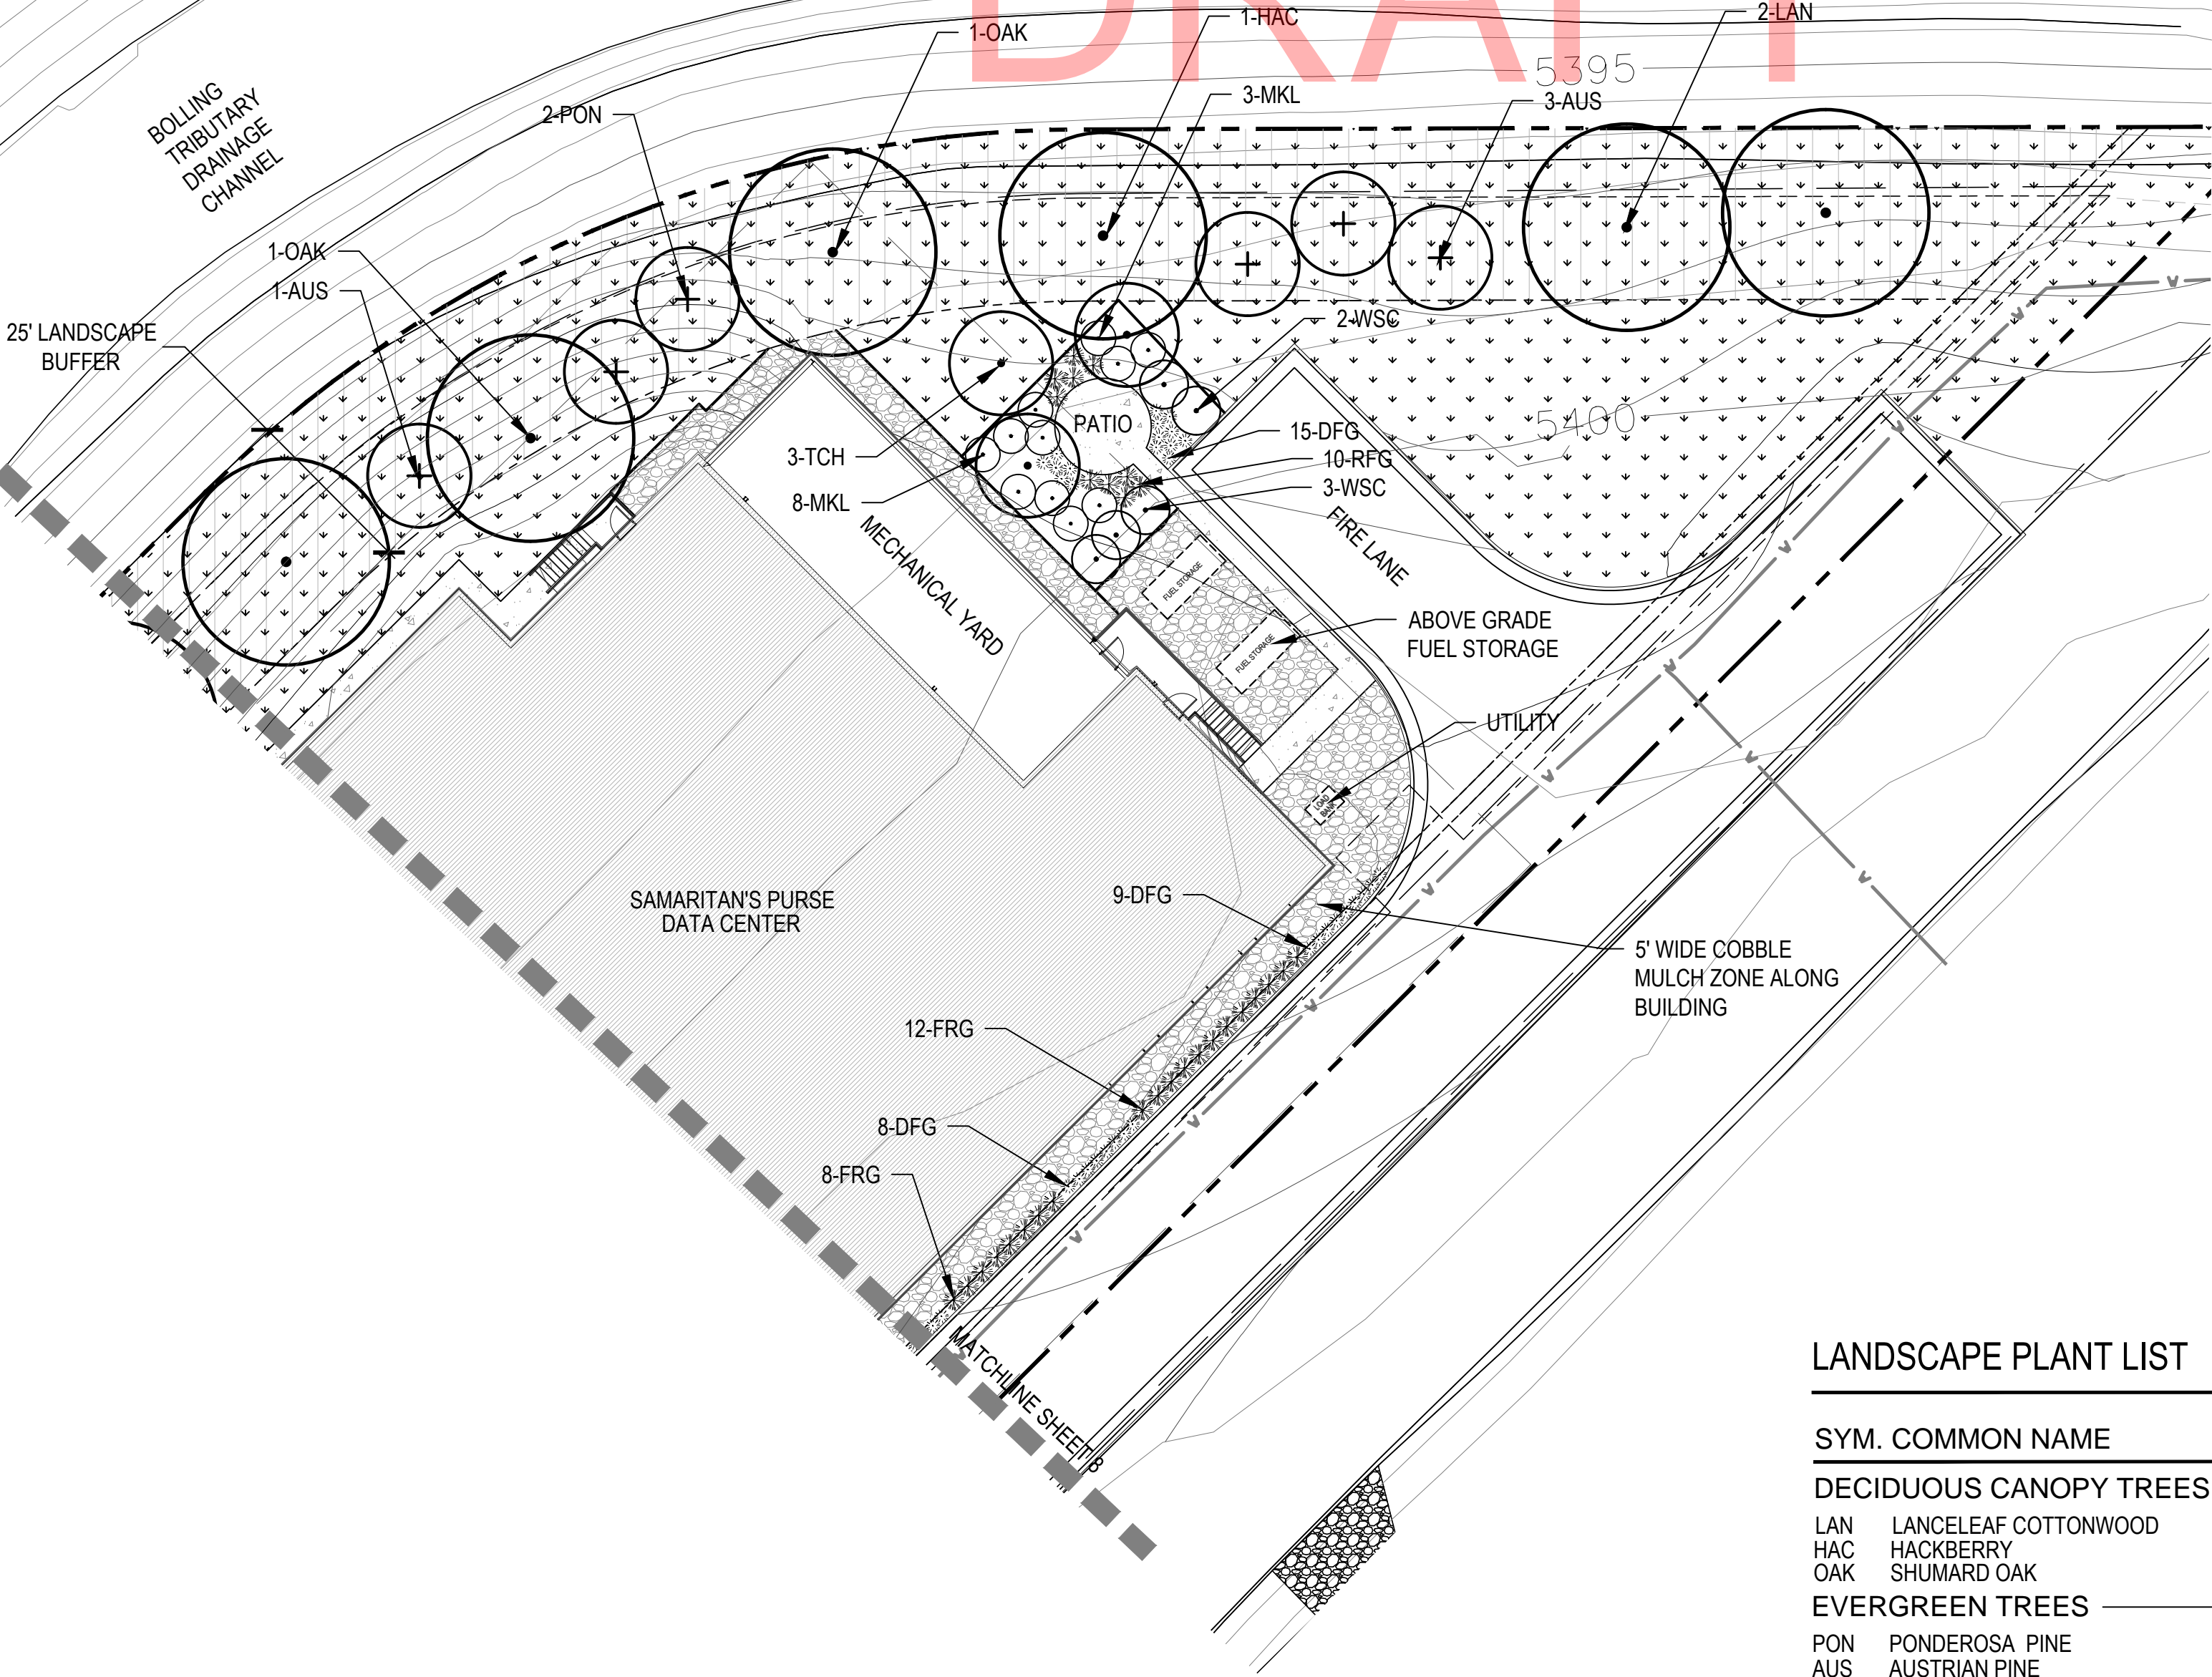 DRAFT
1-HAC
2-LAN
1-OAK
5395
3-MKL
3-AUS
2-PON
BOLLING
TRIBUTARY
DRAINAGE
CHANNEL
1-OAK
1-AUS
25' LANDSCAPE
BUFFER
2-WSC
PATIO
5400
15-DFG
10-RFG
3-WSC
3-TCH
8-MKL
MECHANICAL YARD
FIRE LANE
FUEL STORAGE
FUEL STORAGE
ABOVE GRADE
FUEL STORAGE
UTILITY
LOAD
BANK
SAMARITAN'S PURSE
DATA CENTER
9-DFG
5' WIDE COBBLE
MULCH ZONE ALONG
BUILDING
12-FRG
8-DFG
8-FRG
MATCHLINE SHEET B
LANDSCAPE PLANT LIST
SYM. COMMON NAME
DECIDUOUS CANOPY TREES
LAN LANCELEAF COTTONWOOD
HAC HACKBERRY
OAK SHUMARD OAK
EVERGREEN TREES
PON PONDEROSA PINE
AUS AUSTRIAN PINE